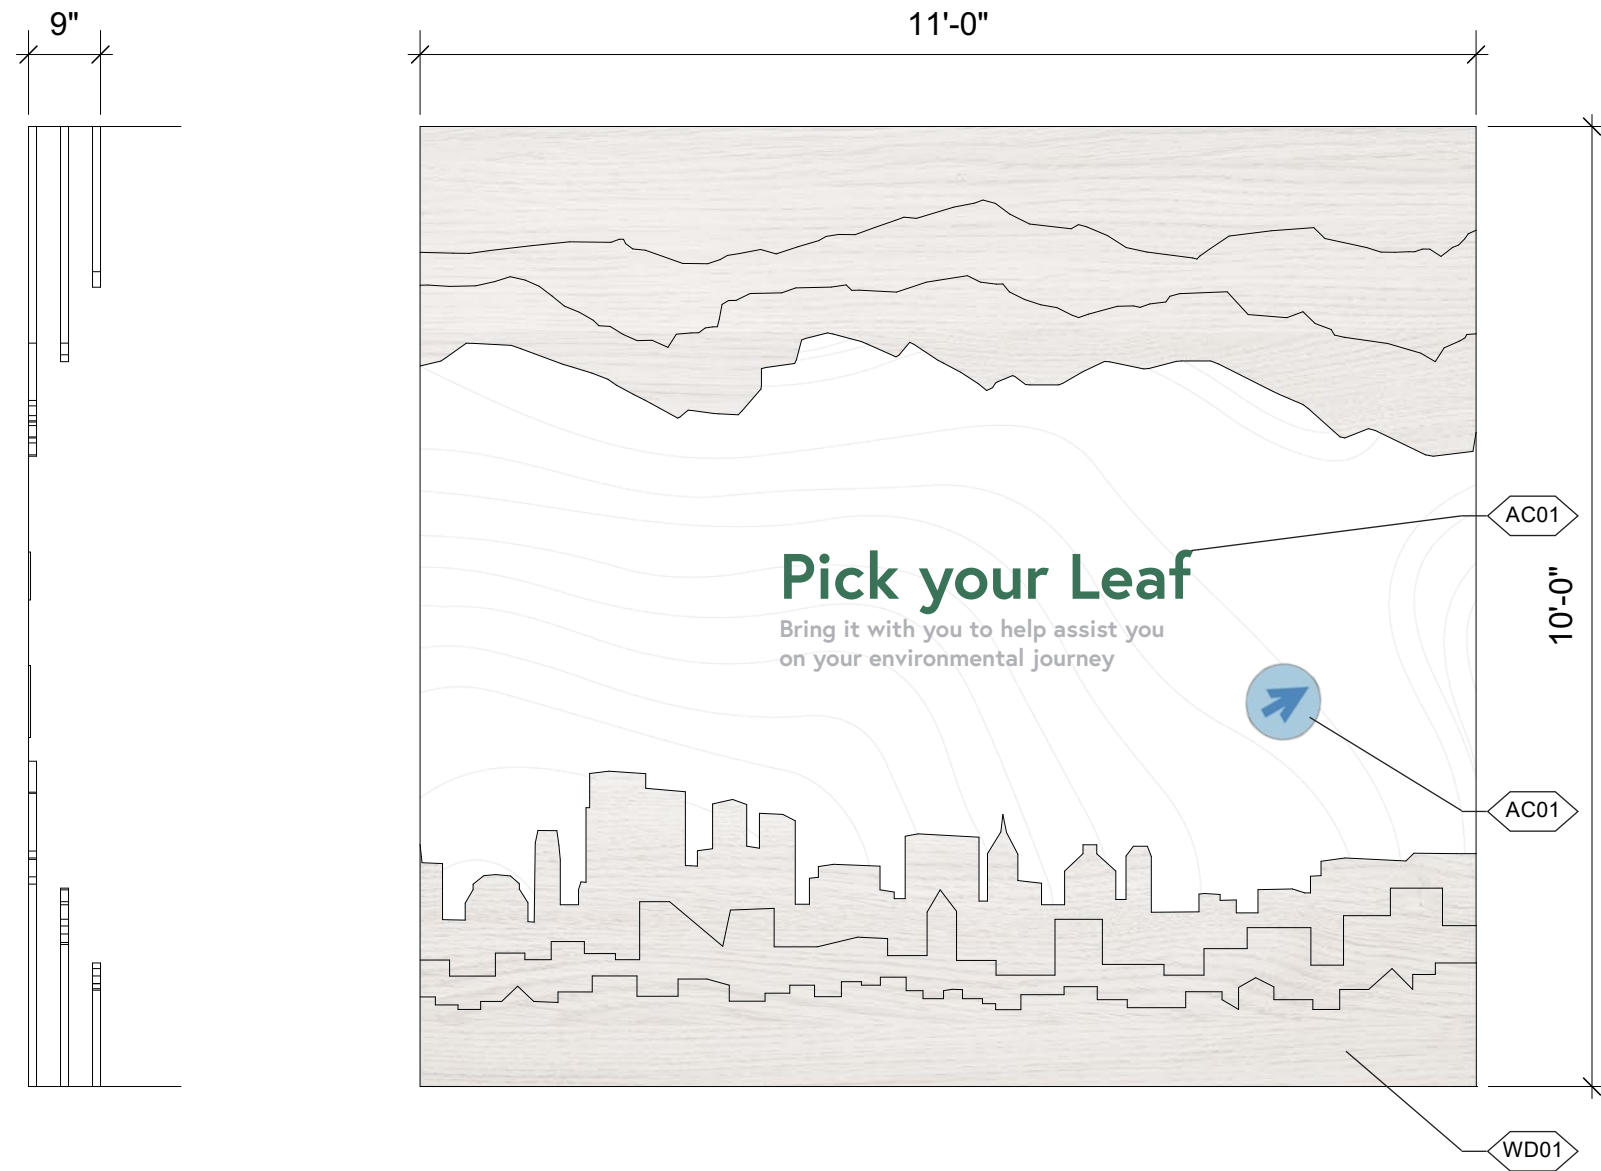 9"
11'-0"
AC01
10'-0"
Pick your Leaf
Bring it with you to help assist you
on your environmental journey
AC01
WD01